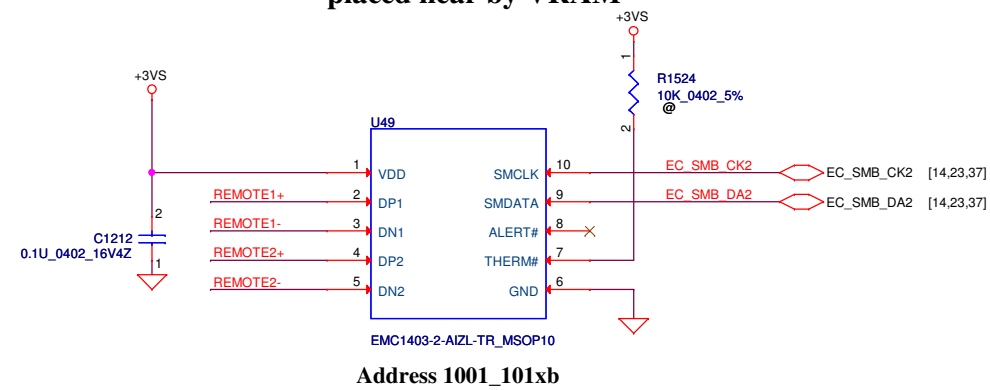 placed near by VRAM
+3VS
+3VS
1
R1524
10K_0402_5%
@
2
U49
1 VDD SMCLK 10 EC_SMB_CK2 EC_SMB_CK2 [14,23,37]
REMOTE1+ 2 DP1 SMDATA 9 EC_SMB_DA2 EC_SMB_DA2 [14,23,37]
REMOTE1- 3 DN1 ALERT# 8
REMOTE2+ 4 DP2 THERM# 7
REMOTE2- 5 DN2 GND 6
2
C1212
0.1U_0402_16V4Z
1
EMC1403-2-AIZL-TR_MSOP10
Address 1001_101xb